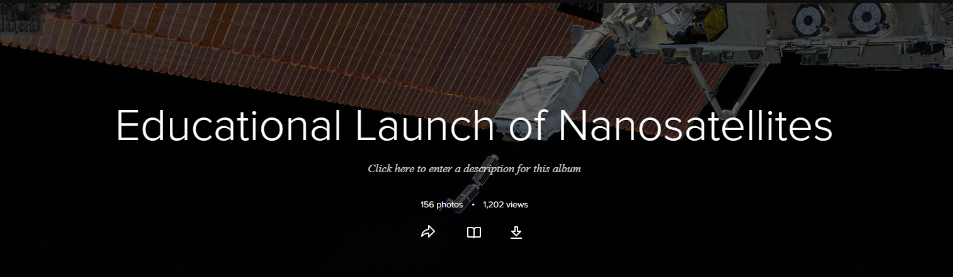 Educational Launch of Nanosatellites
Click here to enter a description for this album
156 photos • 1,202 views